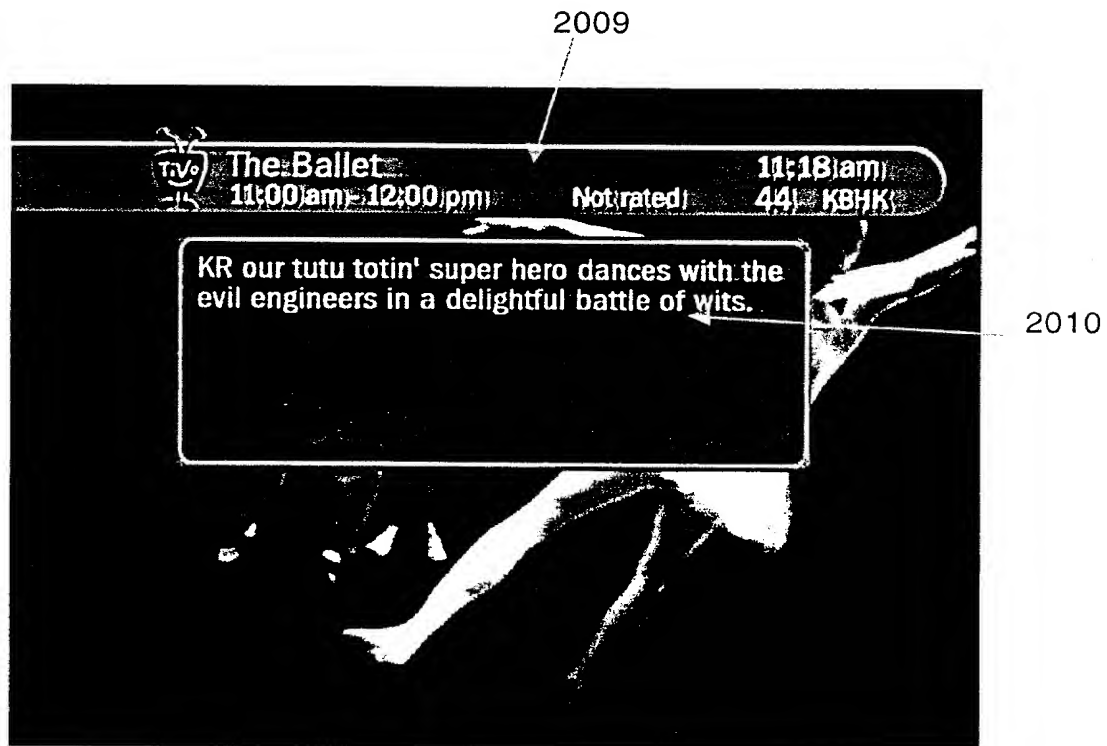 2009
TiVo The Ballet 11:18 am
11:00 am - 12:00 pm Not rated 44 KBHK
KR our tutu totin' super hero dances with the
evil engineers in a delightful battle of wits.
2010